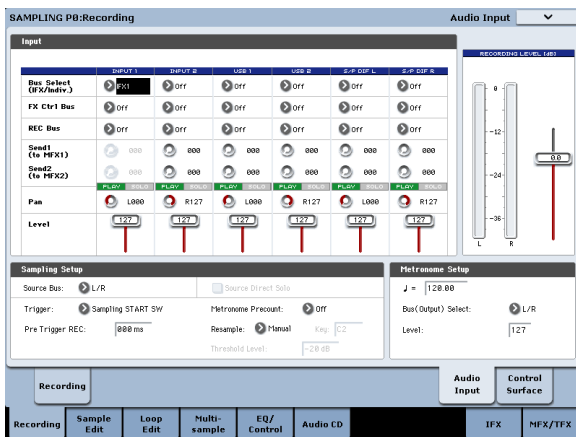 SAMPLING P0:Recording Audio Input
Input
RECORDING LEVEL [dB]
INPUT 1 INPUT 2 USB 1 USB 2 S/P DIF L S/P DIF R
Bus Select (IFX/Indiv.) IFX1 Off Off Off Off Off
FX Ctrl Bus Off Off Off Off Off Off
REC Bus Off Off Off Off Off Off
Send1 (to MFX1) 000 000 000 000 000 000
Send2 (to MFX2) 000 000 000 000 000 000
PLAY SOLO PLAY SOLO PLAY SOLO PLAY SOLO PLAY SOLO PLAY SOLO
Pan L000 R127 L000 R127 L000 R127
Level 127 127 127 127 127 127
0
-12
-24
-36
0.0
L R
Sampling Setup
Source Bus: L/R Source Direct Solo
Trigger: Sampling START SW Metronome Precount: Off
Pre Trigger REC: 000 ms Resample: Manual Key: C2
Threshold Level: -20 dB
Metronome Setup
♩ = 120.00
Bus(Output) Select: L/R
Level: 127
Recording Audio Input Control Surface
Recording Sample Edit Loop Edit Multi-sample EQ/Control Audio CD IFX MFX/TFX